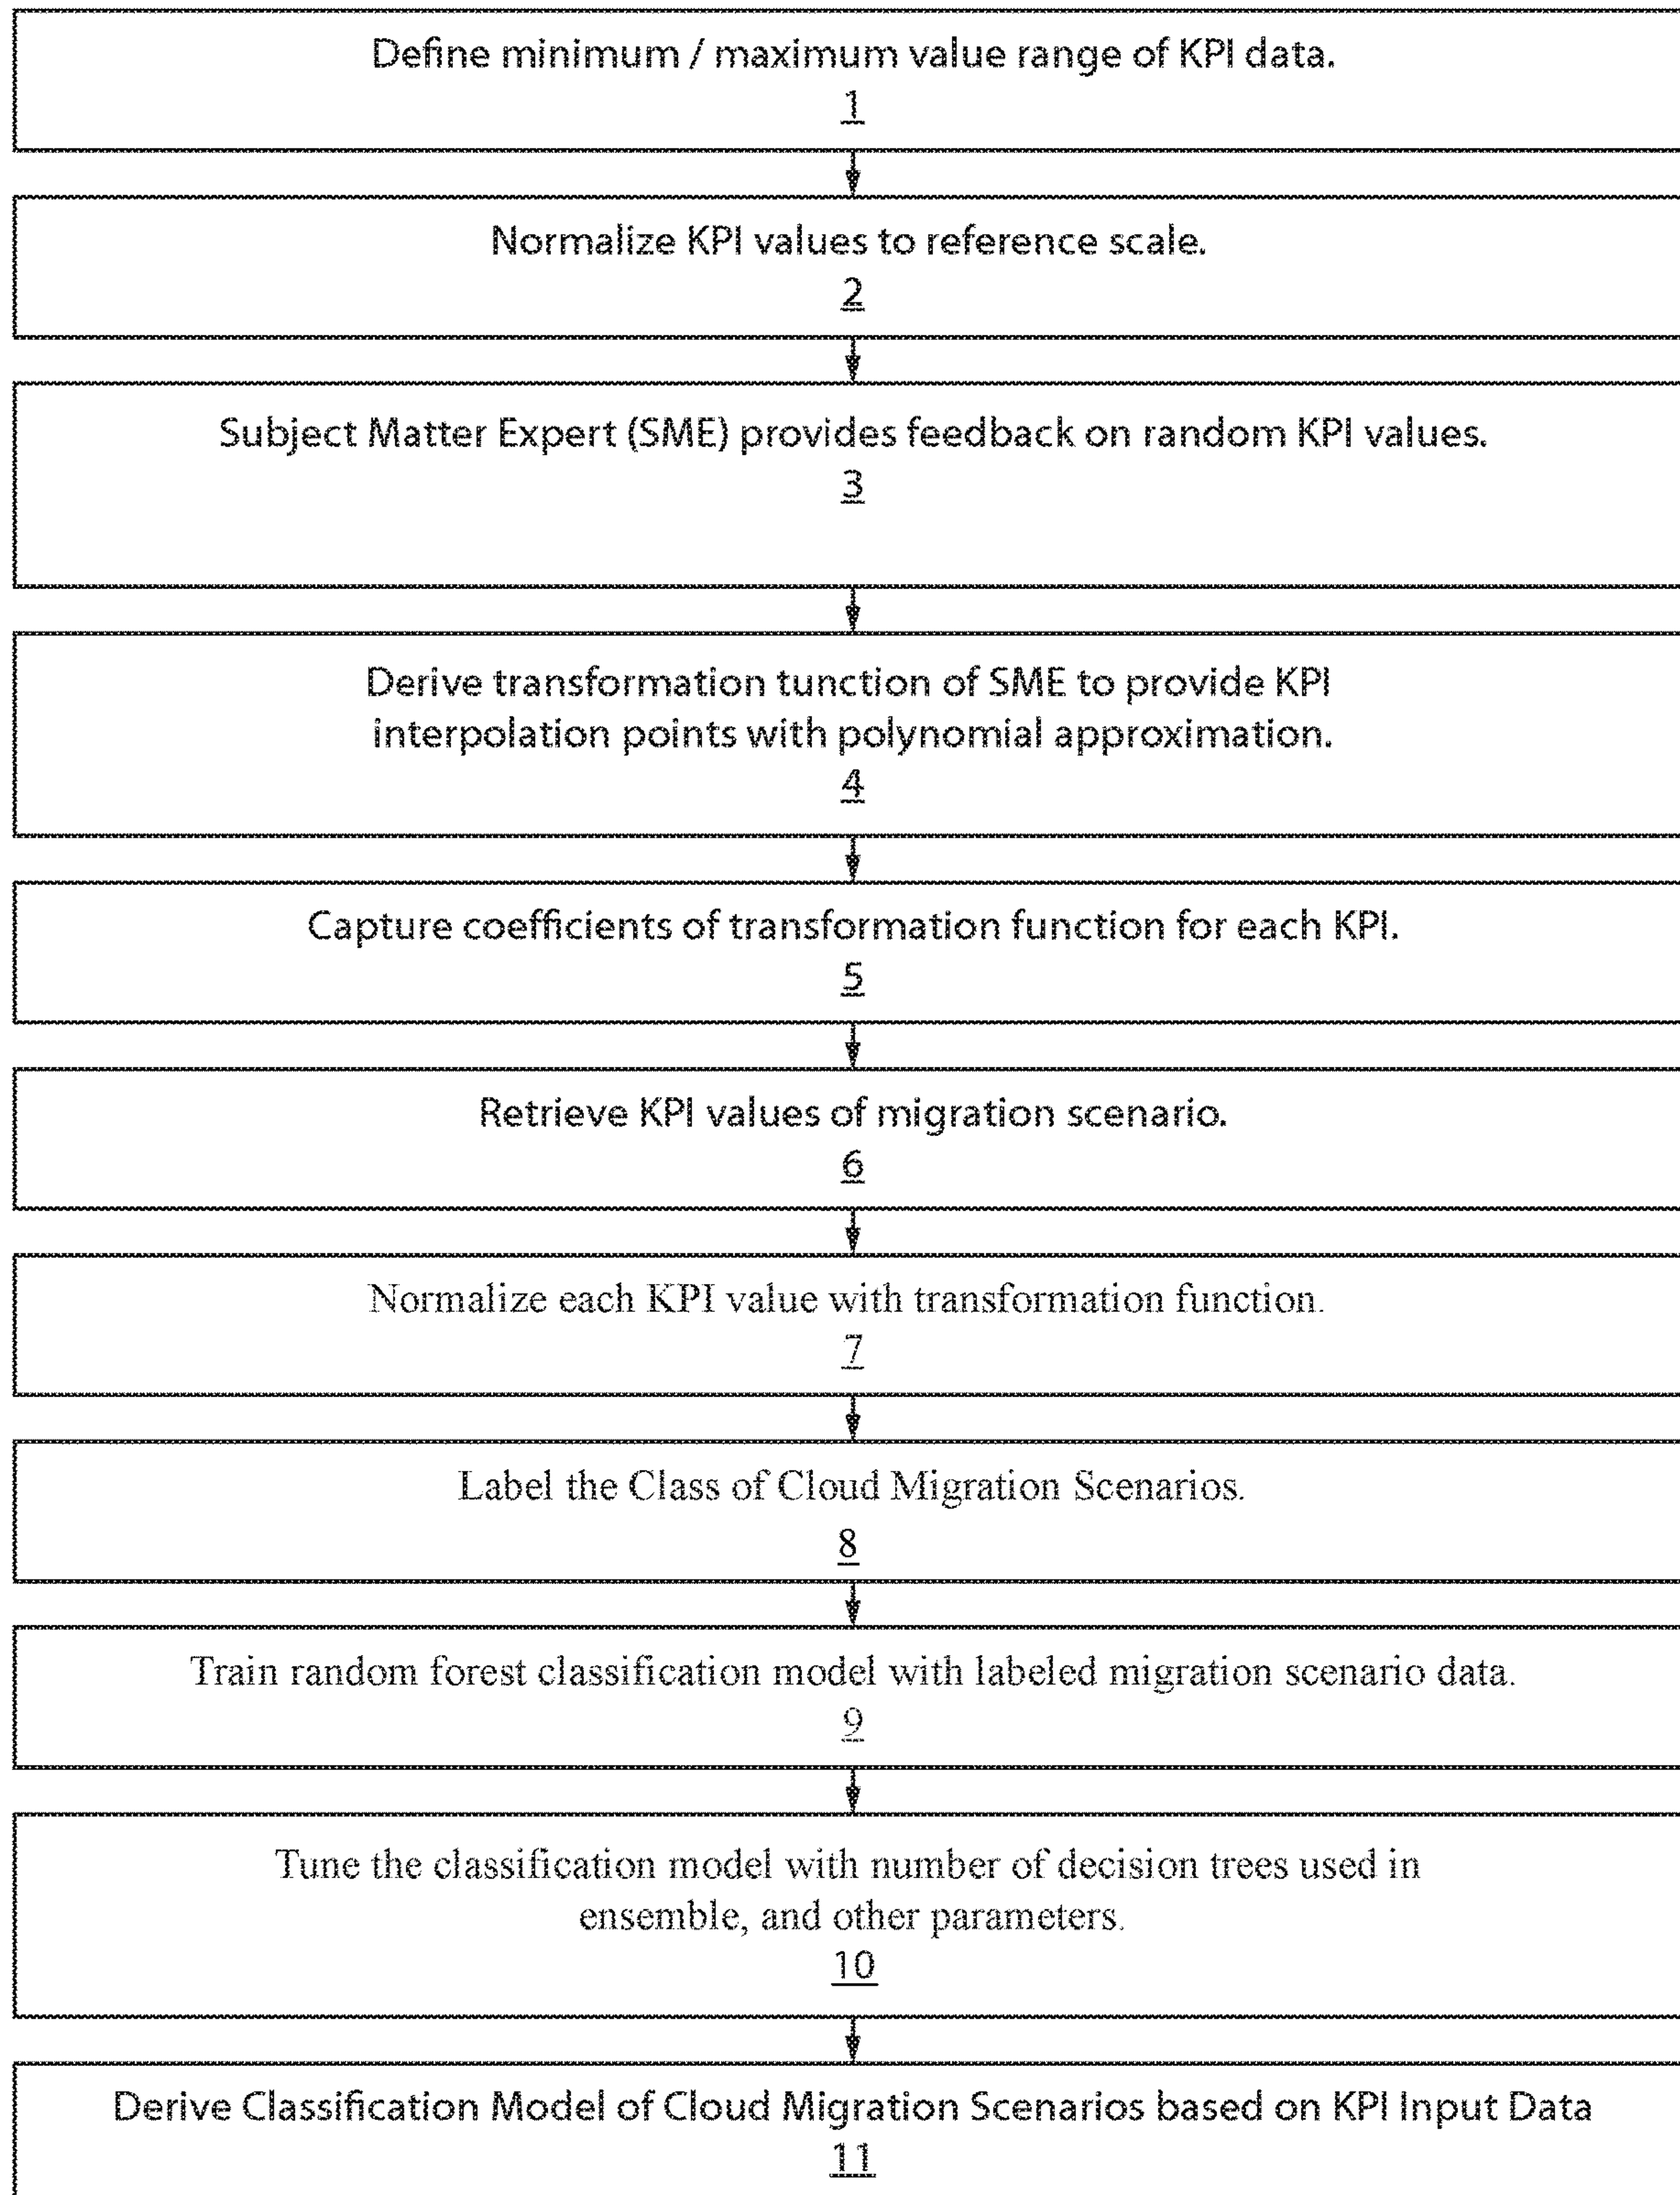 Define minimum / maximum value range of KPI data.
1
Normalize KPI values to reference scale.
2
Subject Matter Expert (SME) provides feedback on random KPI values.
3
Derive transformation tunction of SME to provide KPI
interpolation points with polynomial approximation.
4
Capture coefficients of transformation function for each KPI.
5
Retrieve KPI values of migration scenario.
6
Normalize each KPI value with transformation function.
7
Label the Class of Cloud Migration Scenarios.
8
Train random forest classification model with labeled migration scenario data.
9
Tune the classification model with number of decision trees used in
ensemble, and other parameters.
10
Derive Classification Model of Cloud Migration Scenarios based on KPI Input Data
11